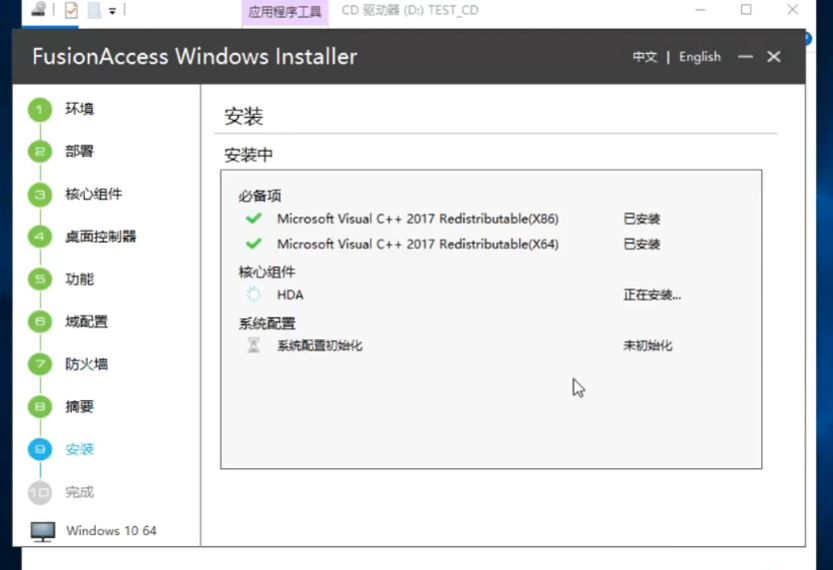 应用程序工具 CD 驱动器 (D:) TEST_CD
FusionAccess Windows Installer 中文 | English
1 环境
2 部署
3 核心组件
4 桌面控制器
5 功能
6 域配置
7 防火墙
8 摘要
9 安装
10 完成
Windows 10 64
安装
安装中
必备项
Microsoft Visual C++ 2017 Redistributable(X86) 已安装
Microsoft Visual C++ 2017 Redistributable(X64) 已安装
核心组件
HDA 正在安装...
系统配置
系统配置初始化 未初始化